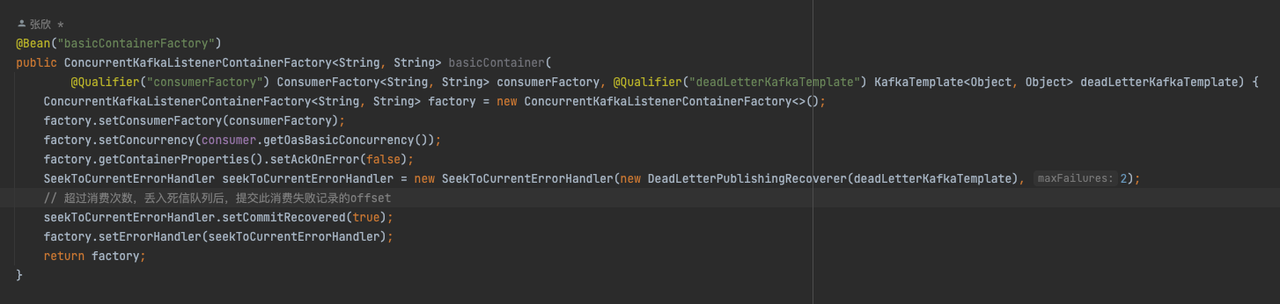 张欣 *
@Bean("basicContainerFactory")
public ConcurrentKafkaListenerContainerFactory<String, String> basicContainer(
        @Qualifier("consumerFactory") ConsumerFactory<String, String> consumerFactory, @Qualifier("deadLetterKafkaTemplate") KafkaTemplate<Object, Object> deadLetterKafkaTemplate) {
    ConcurrentKafkaListenerContainerFactory<String, String> factory = new ConcurrentKafkaListenerContainerFactory<>();
    factory.setConsumerFactory(consumerFactory);
    factory.setConcurrency(consumer.getOasBasicConcurrency());
    factory.getContainerProperties().setAckOnError(false);
    SeekToCurrentErrorHandler seekToCurrentErrorHandler = new SeekToCurrentErrorHandler(new DeadLetterPublishingRecoverer(deadLetterKafkaTemplate), maxFailures: 2);
    // 超过消费次数，丢入死信队列后，提交此消费失败记录的offset
    seekToCurrentErrorHandler.setCommitRecovered(true);
    factory.setErrorHandler(seekToCurrentErrorHandler);
    return factory;
}